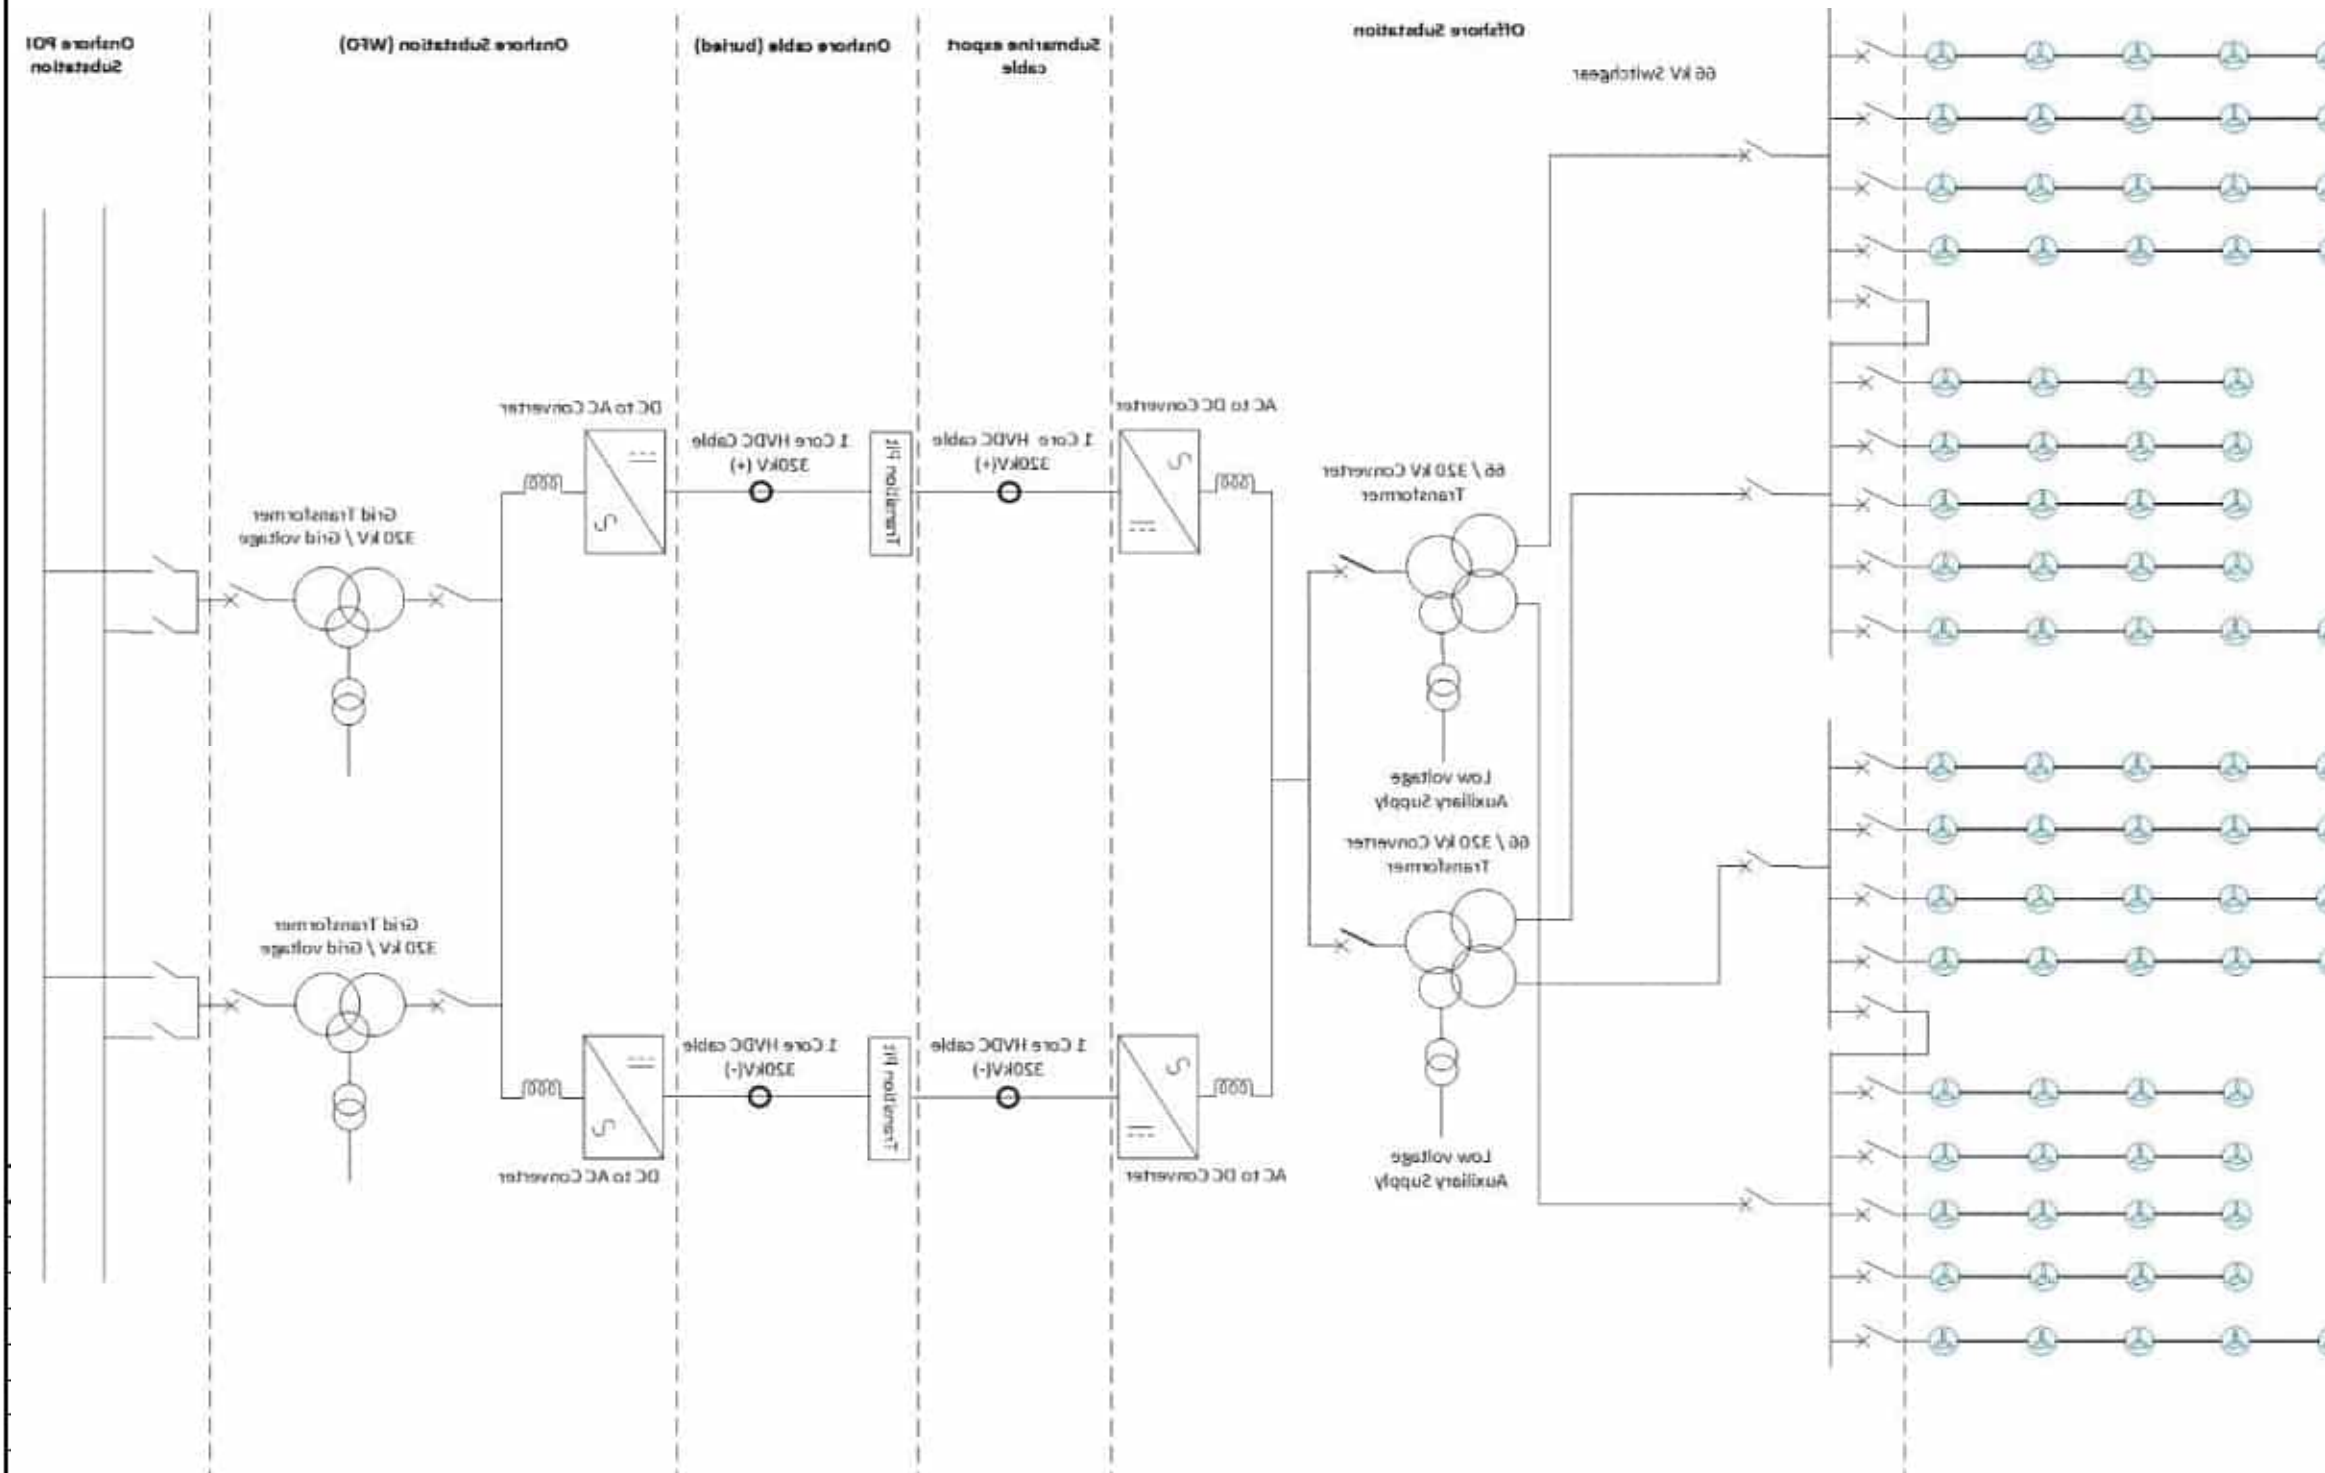 Onshore POI
Substation
Onshore Substation (WFO)
Onshore cable (buried)
Submarine export
cable
Offshore Substation
66 kV Switchgear
DC to AC Converter
1 Core HVDC Cable
320kV (+)
Transition Pit
1 Core HVDC cable
320kV(+)
AC to DC Converter
66 / 320 kV Converter
Transformer
Grid Transformer
320 kV / Grid voltage
Low voltage
Auxiliary Supply
66 / 320 kV Converter
Transformer
Grid Transformer
320 kV / Grid voltage
1 Core HVDC cable
320kV(-)
Transition Pit
1 Core HVDC cable
320kV(-)
DC to AC Converter
AC to DC Converter
Low voltage
Auxiliary Supply